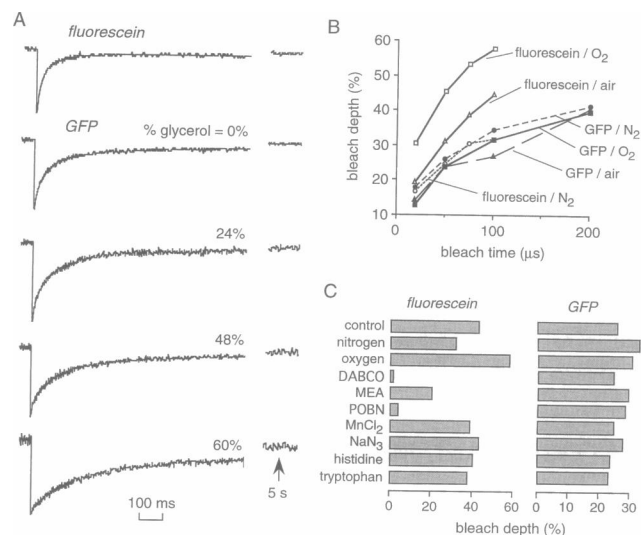 A
fluorescein
GFP
% glycerol = 0%
24%
48%
60%
100 ms
5 s
B
bleach depth (%)
60
50
40
30
20
10
0
100
200
bleach time (µs)
fluorescein / O2
fluorescein / air
GFP / N2
GFP / O2
GFP / air
fluorescein / N2
C
fluorescein
GFP
control
nitrogen
oxygen
DABCO
MEA
POBN
MnCl2
NaN3
histidine
tryptophan
0 20 40 60
0 10 20 30
bleach depth (%)